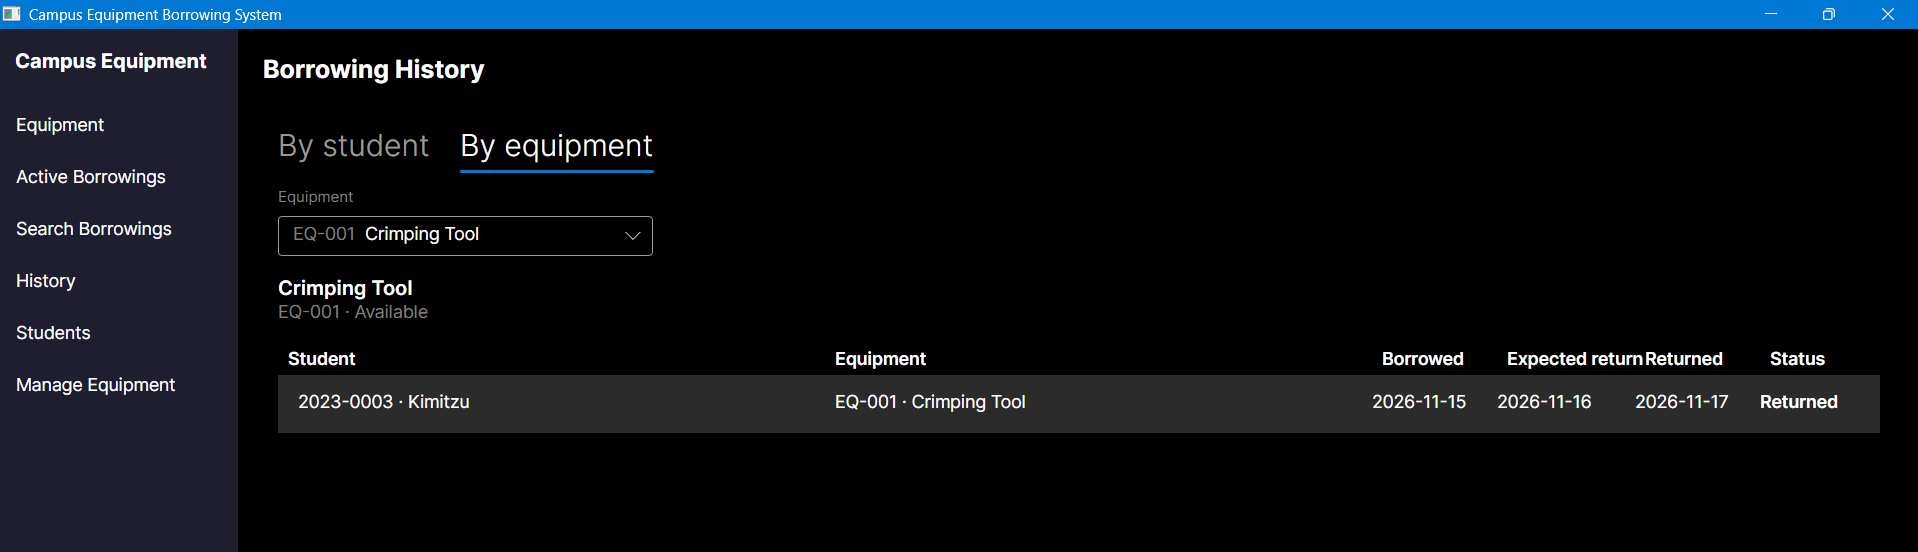 Campus Equipment Borrowing System
Campus Equipment
Equipment
Active Borrowings
Search Borrowings
History
Students
Manage Equipment
Borrowing History
By student By equipment
Equipment
EQ-001 Crimping Tool
Crimping Tool
EQ-001 · Available
Student Equipment Borrowed Expected return Returned Status
2023-0003 · Kimitzu EQ-001 · Crimping Tool 2026-11-15 2026-11-16 2026-11-17 Returned